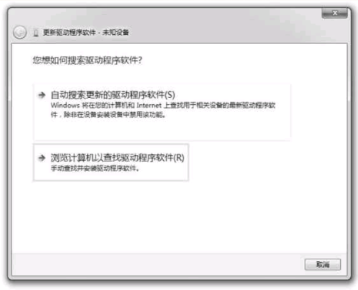 更新驱动程序软件 - 未知设备
您想如何搜索驱动程序软件?
自动搜索更新的驱动程序软件(S)
Windows 将在您的计算机和 Internet 上查找用于相关设备的最新驱动程序软
件，除非在设备安装设置中禁用该功能。
浏览计算机以查找驱动程序软件(R)
手动查找并安装驱动程序软件。
取消